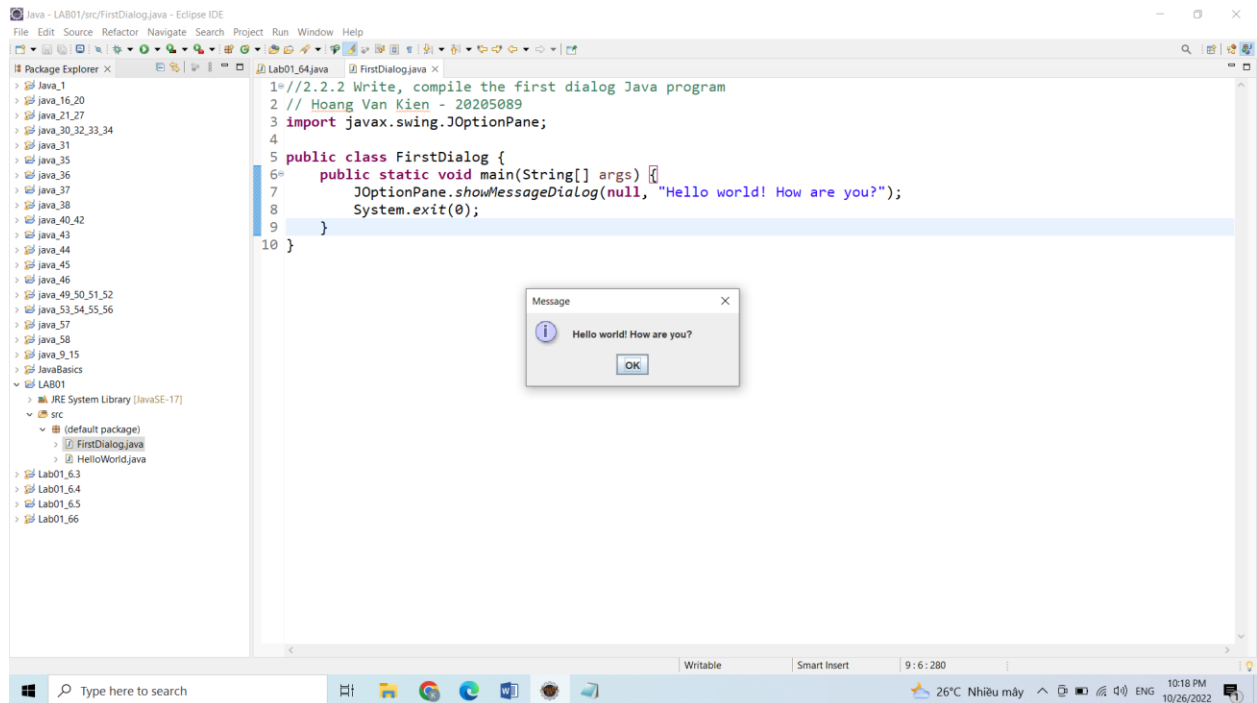 Java - LAB01/src/FirstDialog.java - Eclipse IDE
File Edit Source Refactor Navigate Search Project Run Window Help
Package Explorer
Lab01_64.java FirstDialog.java
Java_1
java_16_20
java_21_27
java_30_32_33_34
java_31
java_35
java_36
java_37
java_38
java_40_42
java_43
java_44
java_45
java_46
java_49_50_51_52
java_53_54_55_56
java_57
java_58
java_9_15
JavaBasics
LAB01
JRE System Library [JavaSE-17]
src
(default package)
FirstDialog.java
HelloWorld.java
Lab01_6.3
Lab01_6.4
Lab01_6.5
Lab01_66
1 //2.2.2 Write, compile the first dialog Java program
2 // Hoang Van Kien - 20205089
3 import javax.swing.JOptionPane;
4
5 public class FirstDialog {
6 public static void main(String[] args) {
7 JOptionPane.showMessageDialog(null, "Hello world! How are you?");
8 System.exit(0);
9 }
10 }
Message
Hello world! How are you?
OK
Writable Smart Insert 9 : 6 : 280
Type here to search
26°C Nhiều mây ENG 10:18 PM
10/26/2022